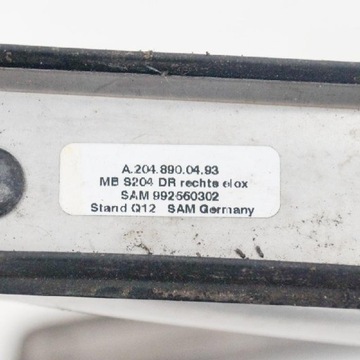 A.204.890.04.93
MB S204 DR rechts elox
SAM 992560302
Stand Q12 SAM Germany